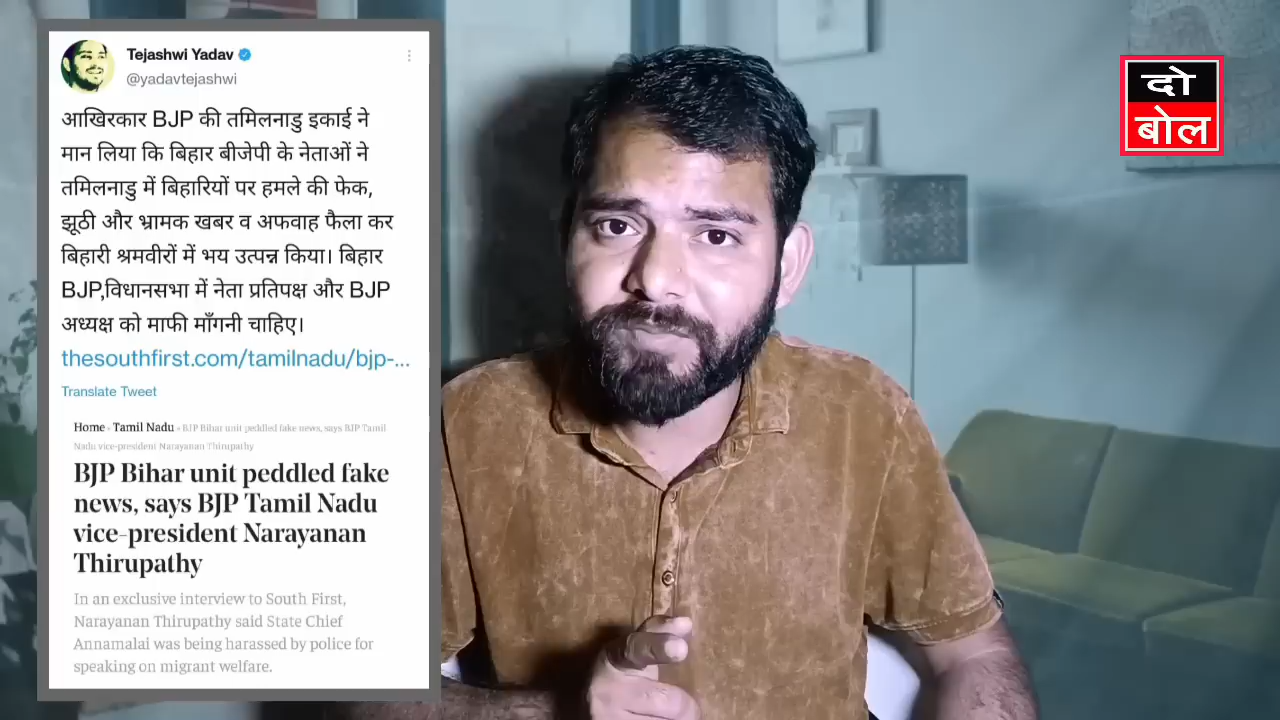 Tejashwi Yadav
@yadavtejashwi
आखिरकार BJP की तमिलनाडु इकाई ने
मान लिया कि बिहार बीजेपी के नेताओं ने
तमिलनाडु में बिहारियों पर हमले की फेक,
झूठी और भ्रामक खबर व अफवाह फैला कर
बिहारी श्रमवीरों में भय उत्पन्न किया। बिहार
BJP,विधानसभा में नेता प्रतिपक्ष और BJP
अध्यक्ष को माफी माँगनी चाहिए।
thesouthfirst.com/tamilnadu/bjp-...
Translate Tweet
Home › Tamil Nadu › BJP Bihar unit peddled fake news, says BJP Tamil
Nadu vice-president Narayanan Thirupathy
BJP Bihar unit peddled fake
news, says BJP Tamil Nadu
vice-president Narayanan
Thirupathy
In an exclusive interview to South First,
Narayanan Thirupathy said State Chief
Annamalai was being harassed by police for
speaking on migrant welfare.
दो
बोल